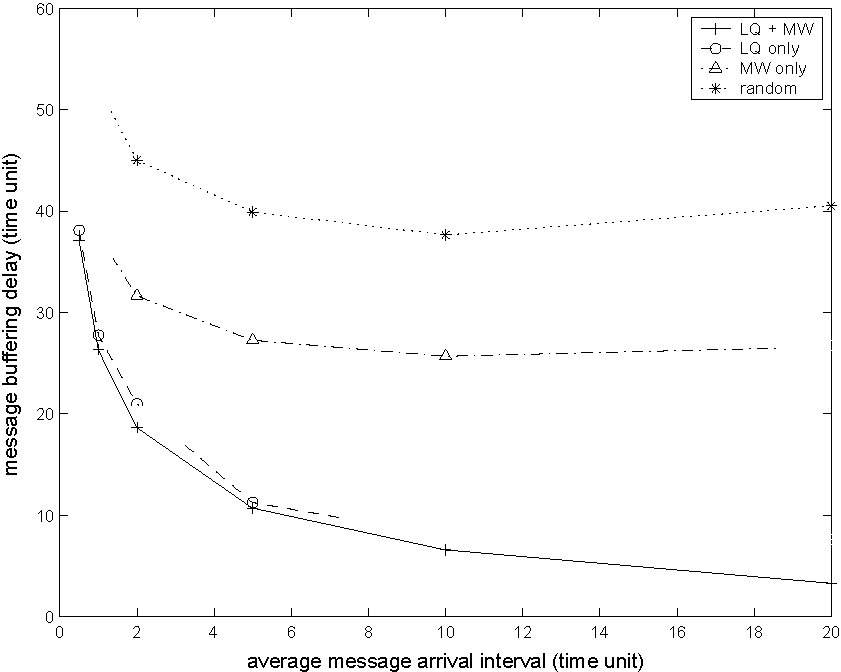 60
50
40
30
20
10
0
message buffering delay (time unit)
LQ + MW
LQ only
MW only
random
0 2 4 6 8 10 12 14 16 18 20
average message arrival interval (time unit)